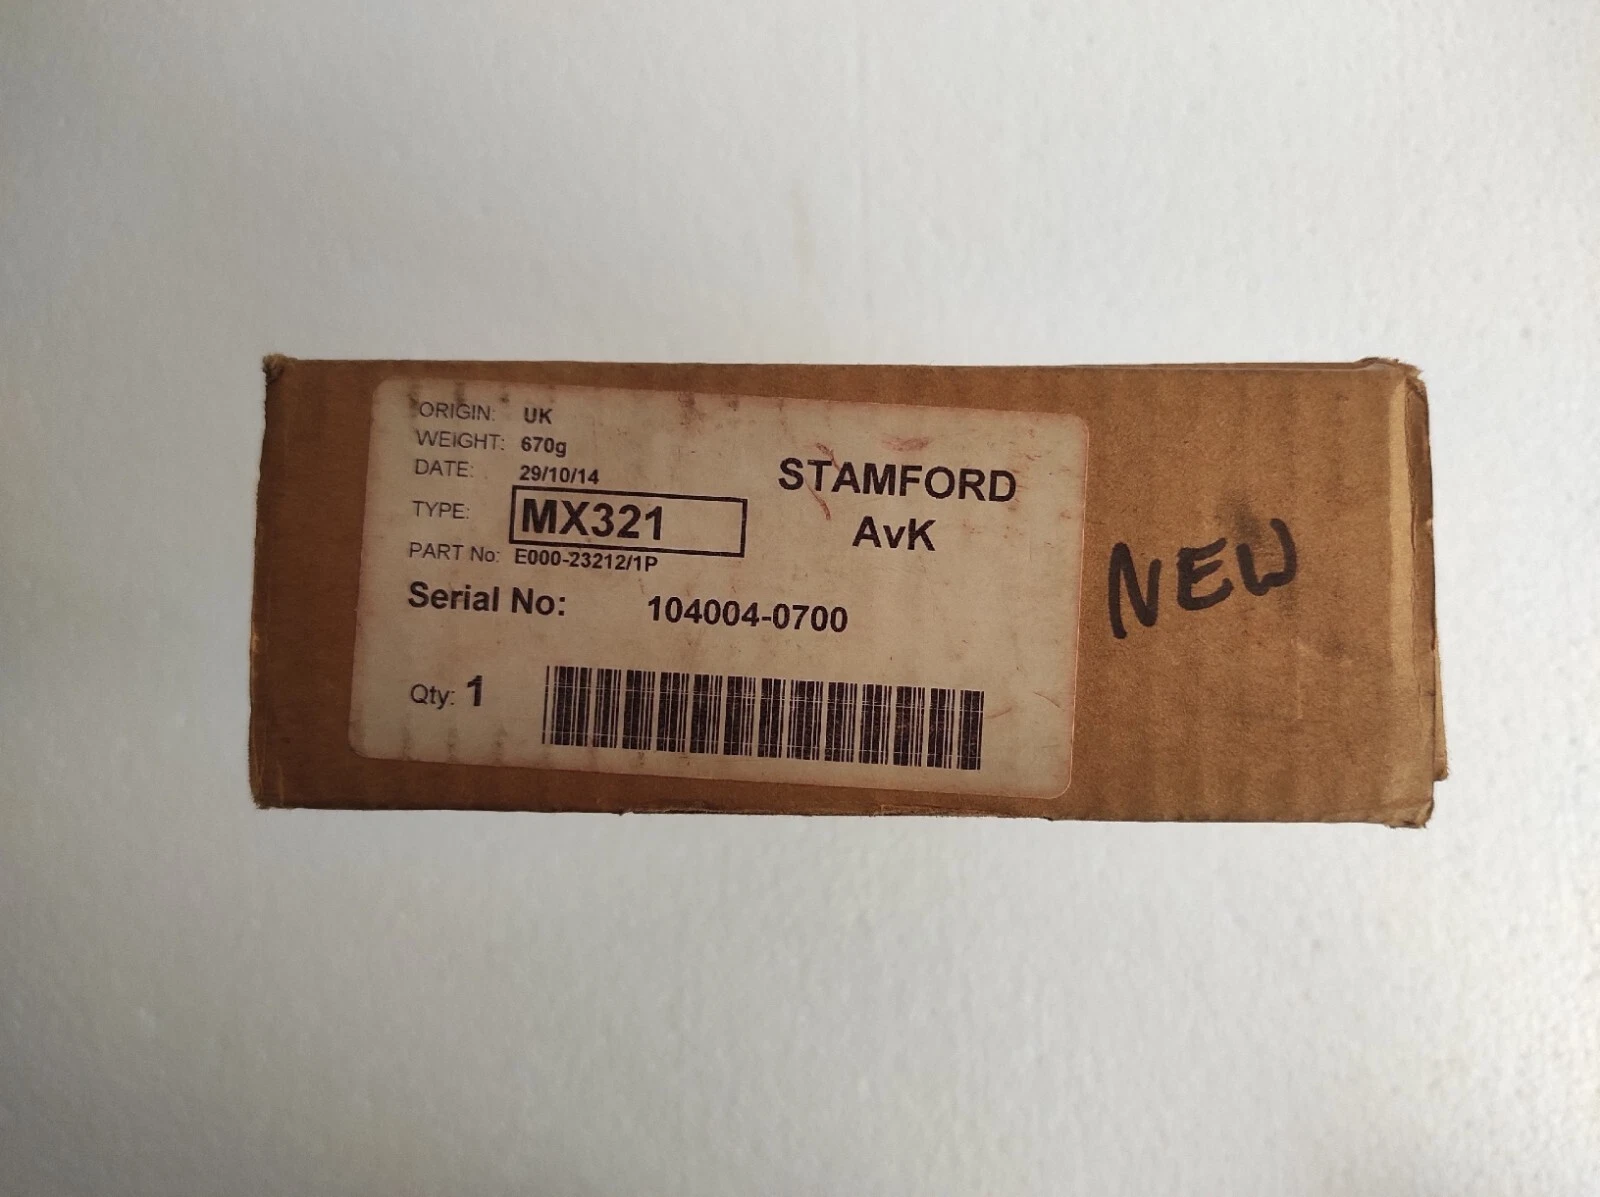 ORIGIN: UK
WEIGHT: 670g
DATE: 29/10/14
TYPE: MX321
PART No: E000-23212/1P
STAMFORD
AvK
Serial No: 104004-0700
Qty: 1
NEW